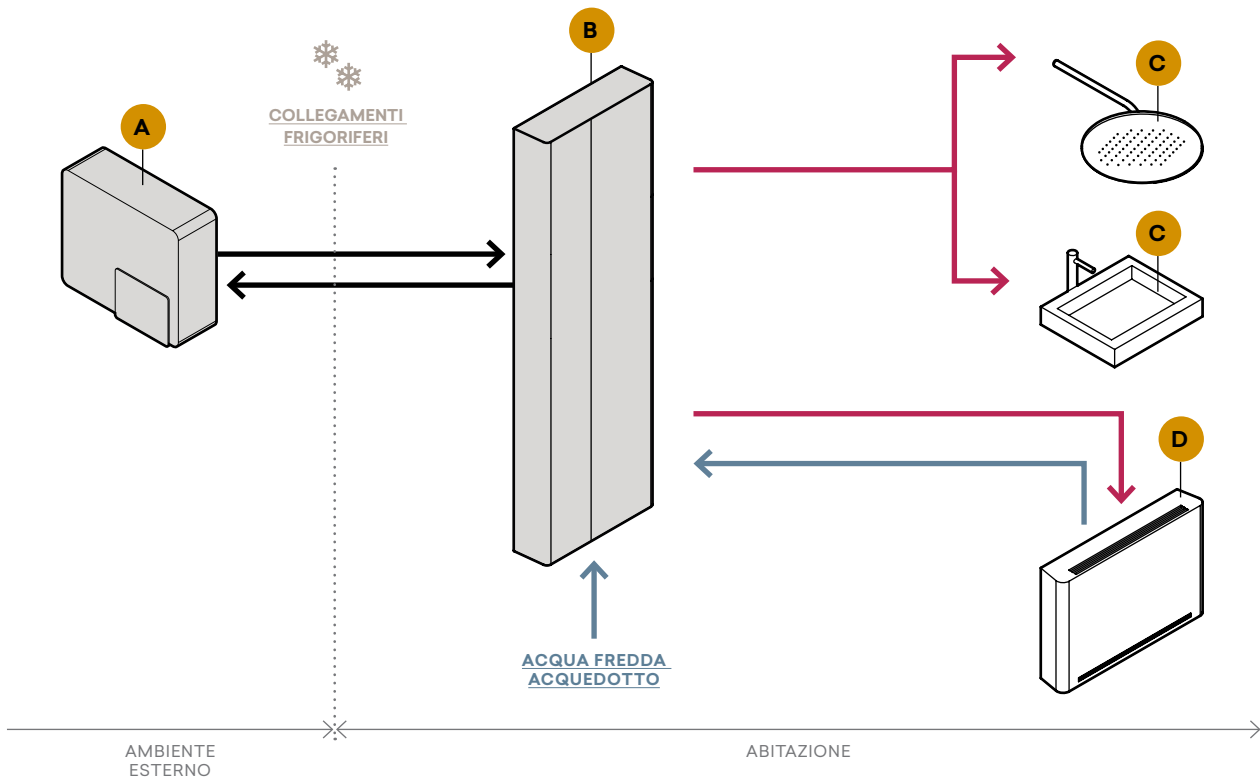 B
C
A
COLLEGAMENTI
FRIGORIFERI
C
D
ACQUA FREDDA
ACQUEDOTTO
AMBIENTE
ESTERNO
ABITAZIONE